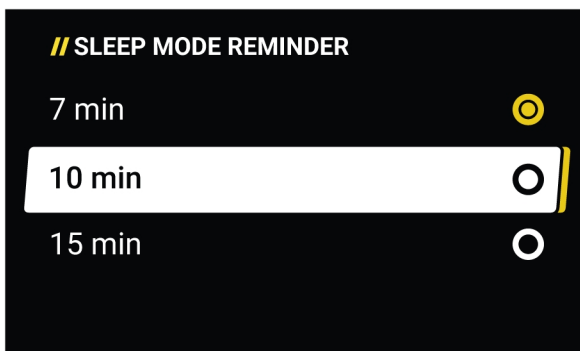 // SLEEP MODE REMINDER
7 min
10 min
15 min